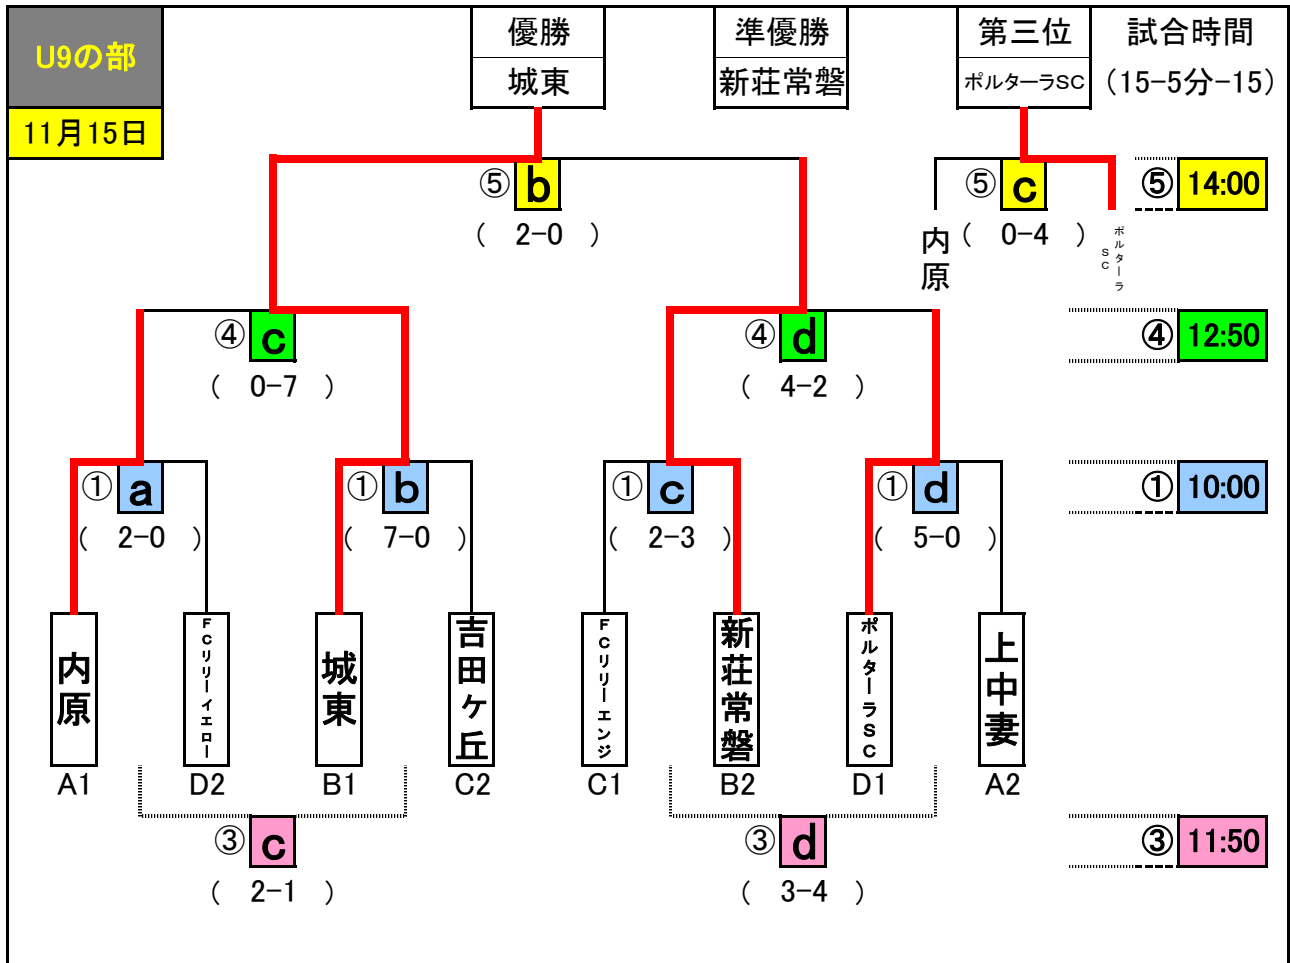 U9の部
優勝
準優勝
第三位
試合時間
城東
新荘常磐
ポルターラSC
（15-5分-15）
11月15日
⑤ b
⑤ c
⑤ 14:00
（ 2-0 ）
内原
（ 0-4 ）
ポルターラSC
④ c
④ d
④ 12:50
（ 0-7 ）
（ 4-2 ）
① a
① b
① c
① d
① 10:00
（ 2-0 ）
（ 7-0 ）
（ 2-3 ）
（ 5-0 ）
内原
FCリリーイエロー
城東
吉田ヶ丘
FCリリーエンジ
新荘常磐
ポルターラSC
上中妻
A1
D2
B1
C2
C1
B2
D1
A2
③ c
③ d
③ 11:50
（ 2-1 ）
（ 3-4 ）